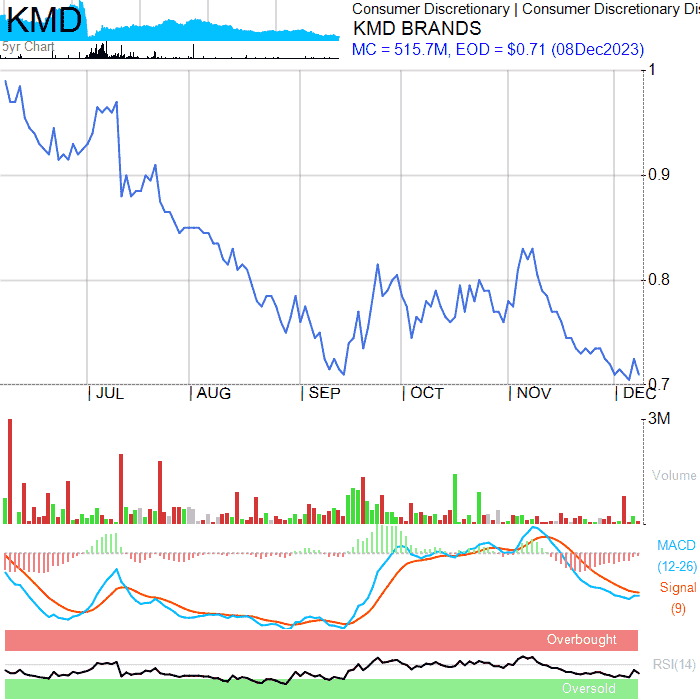 KMD
5yr Chart
Consumer Discretionary | Consumer Discretionary Dis
KMD BRANDS
MC = 515.7M, EOD = $0.71 (08Dec2023)
1
0.9
0.8
0.7
JUL AUG SEP OCT NOV DEC
3M
Volume
MACD
(12-26)
Signal
(9)
Overbought
RSI(14)
Oversold